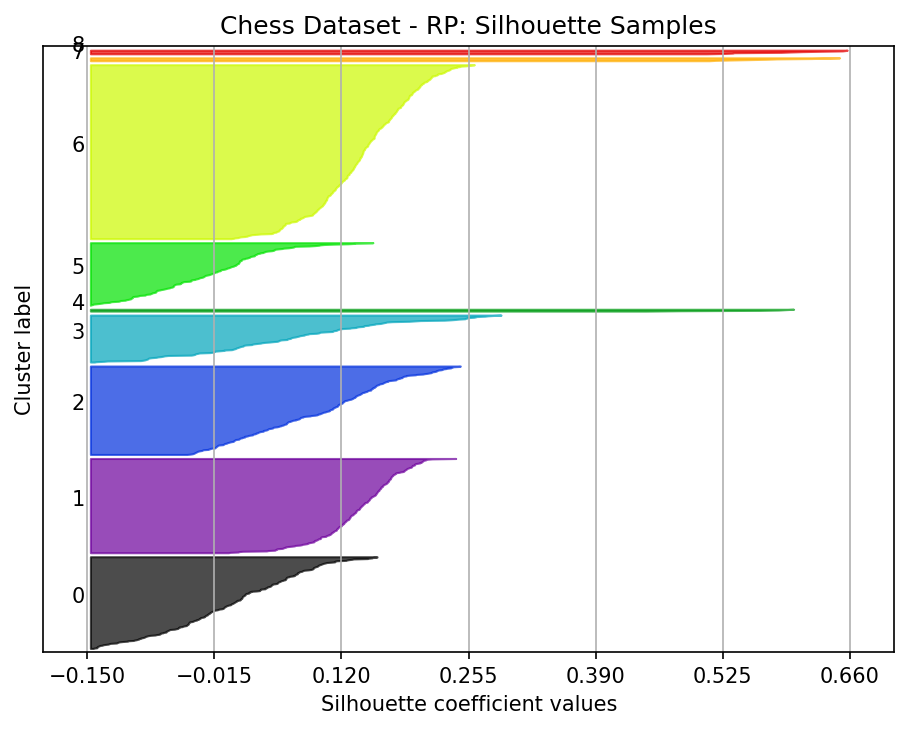 Chess Dataset - RP: Silhouette Samples
8
7
6
5
4
3
2
1
0
Cluster label
−0.150 −0.015 0.120 0.255 0.390 0.525 0.660
Silhouette coefficient values